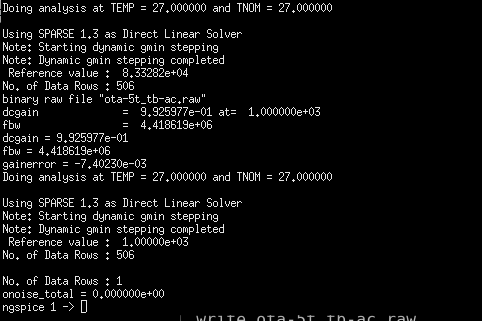 Doing analysis at TEMP = 27.000000 and TNOM = 27.000000
Using SPARSE 1.3 as Direct Linear Solver
Note: Starting dynamic gmin stepping
Note: Dynamic gmin stepping completed
Reference value : 8.33282e+04
No. of Data Rows : 506
binary raw file "ota-5t_tb-ac.raw"
dcgain = 9.925977e-01 at= 1.000000e+03
fbw = 4.418619e+06
dcgain = 9.925977e-01
fbw = 4.418619e+06
gainerror = -7.40230e-03
Doing analysis at TEMP = 27.000000 and TNOM = 27.000000
Using SPARSE 1.3 as Direct Linear Solver
Note: Starting dynamic gmin stepping
Note: Dynamic gmin stepping completed
Reference value : 1.00000e+03
No. of Data Rows : 506
No. of Data Rows : 1
onoise_total = 0.000000e+00
ngspice 1 ->
write ota-5t_tb-ac.raw